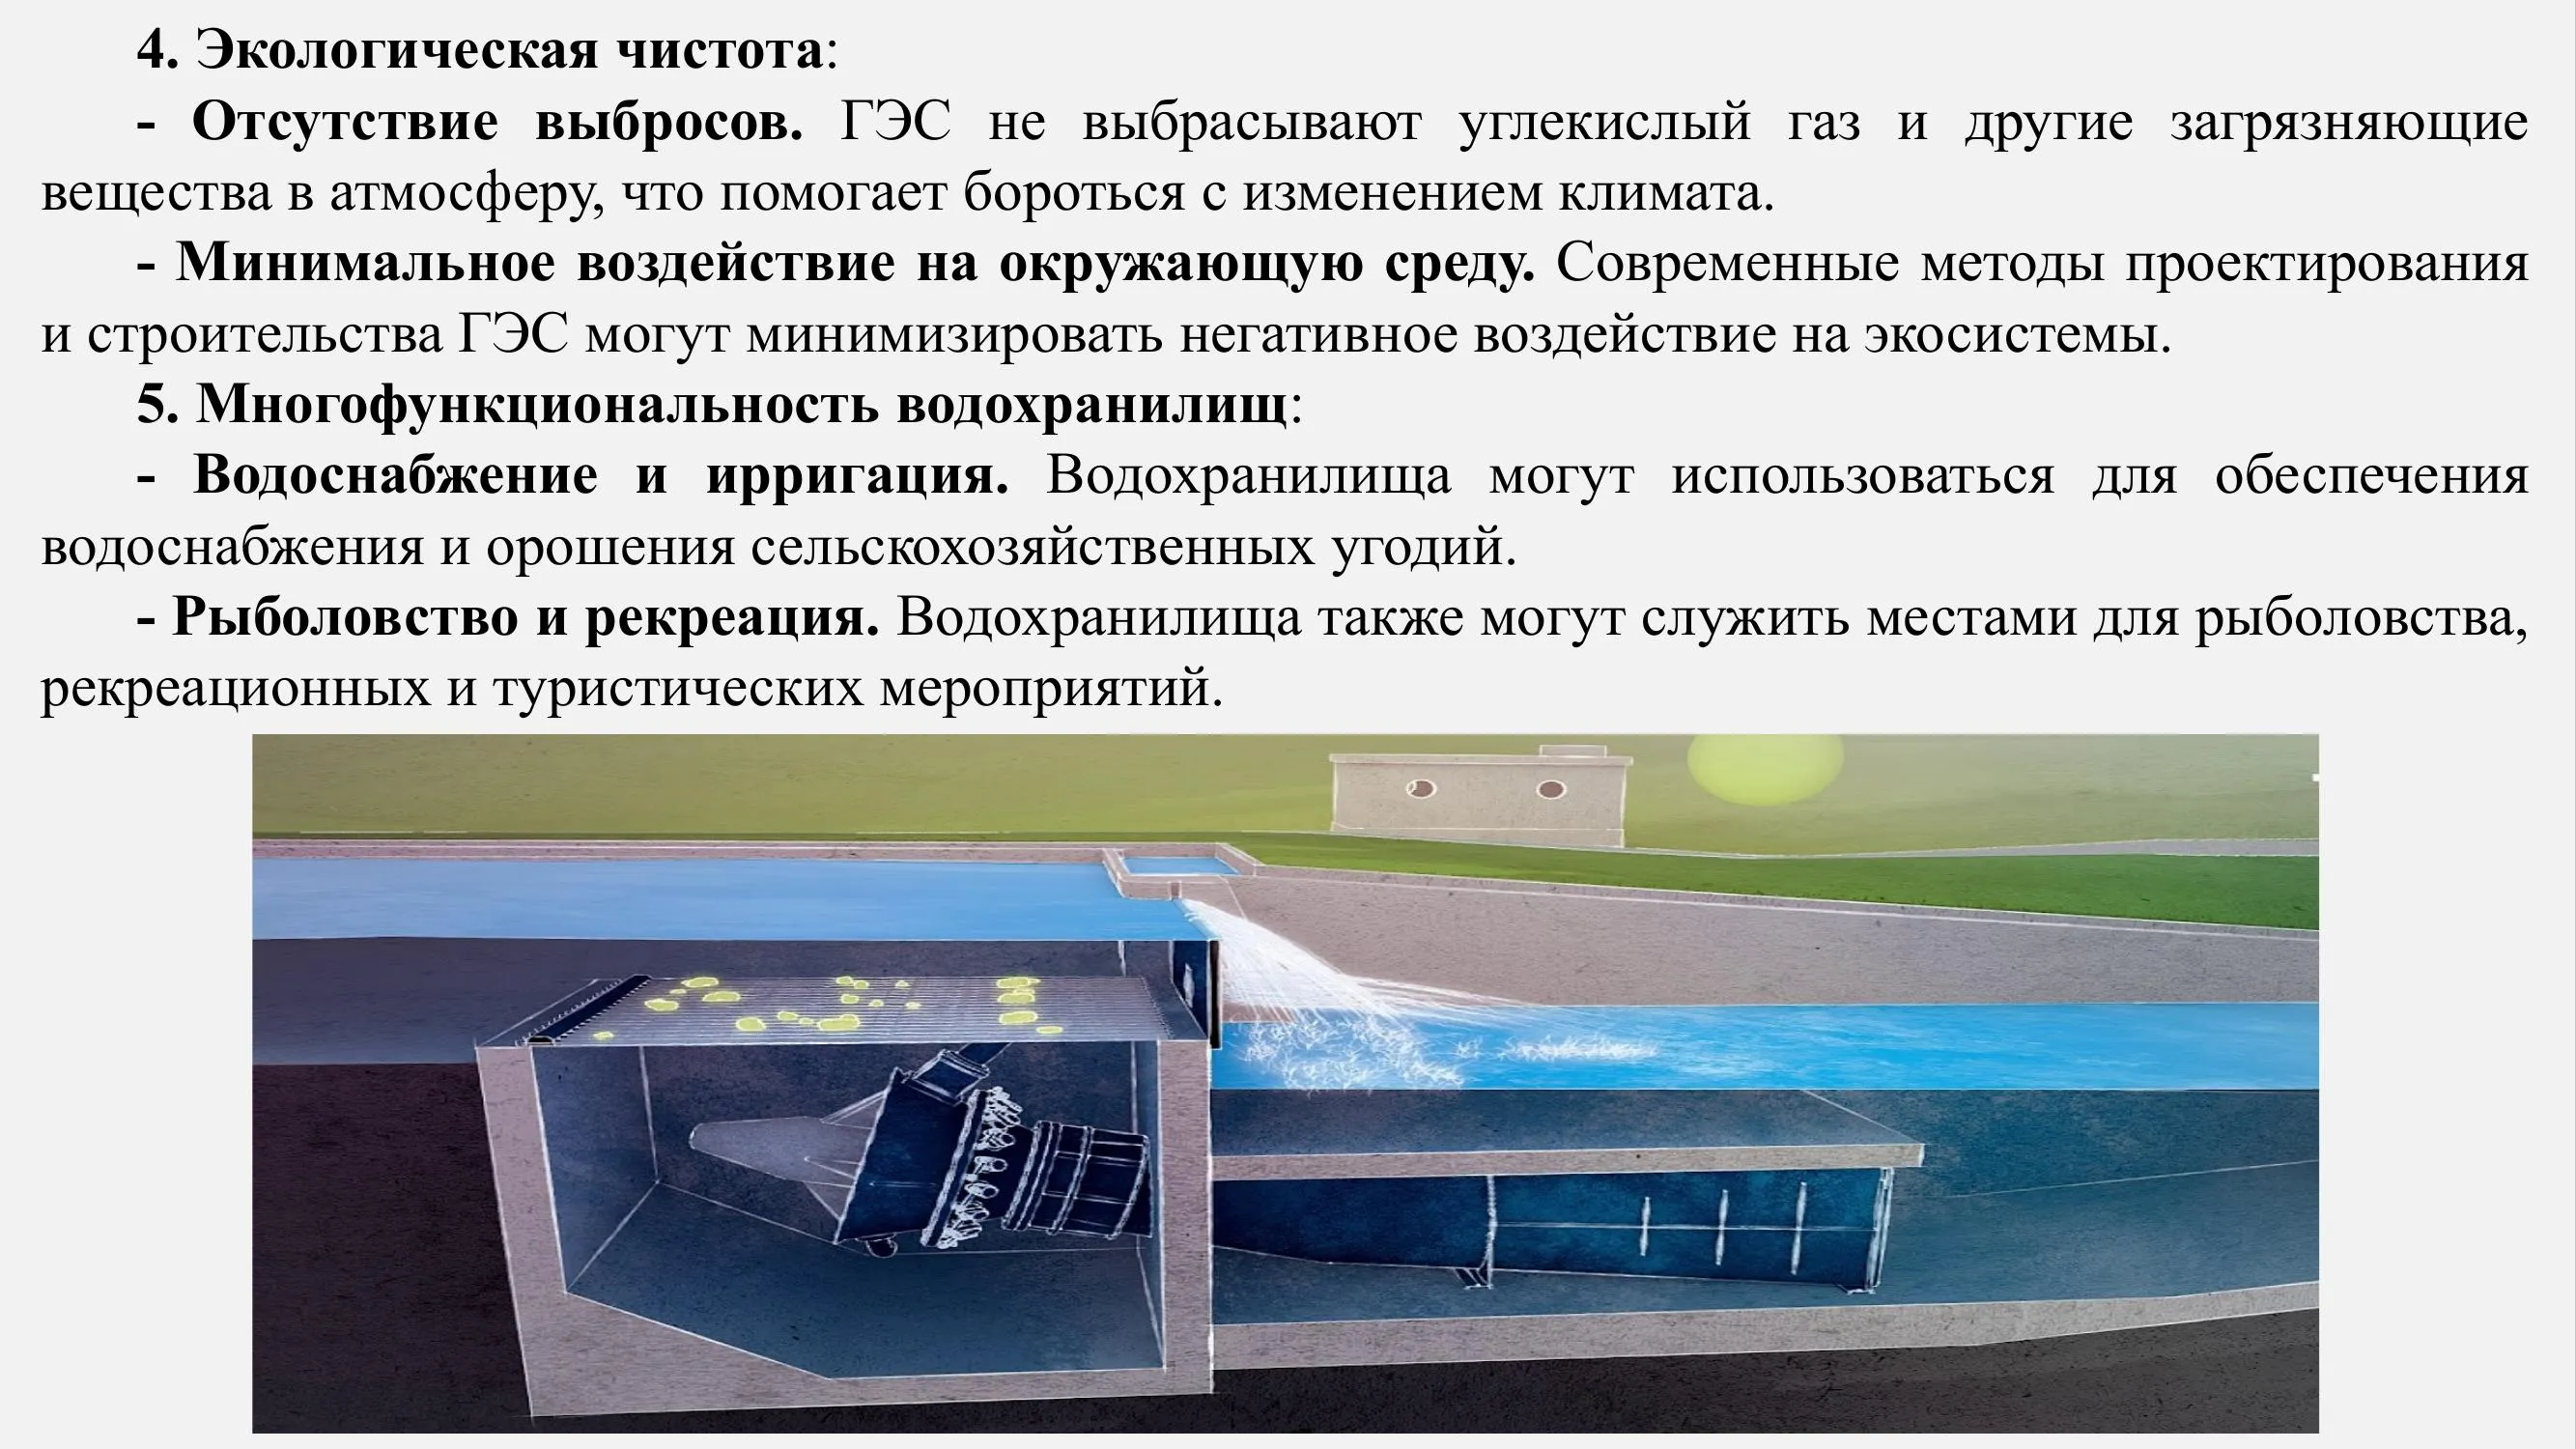 4. Экологическая чистота:
- Отсутствие выбросов. ГЭС не выбрасывают углекислый газ и другие загрязняющие
вещества в атмосферу, что помогает бороться с изменением климата.
- Минимальное воздействие на окружающую среду. Современные методы проектирования
и строительства ГЭС могут минимизировать негативное воздействие на экосистемы.
5. Многофункциональность водохранилищ:
- Водоснабжение и ирригация. Водохранилища могут использоваться для обеспечения
водоснабжения и орошения сельскохозяйственных угодий.
- Рыболовство и рекреация. Водохранилища также могут служить местами для рыболовства,
рекреационных и туристических мероприятий.